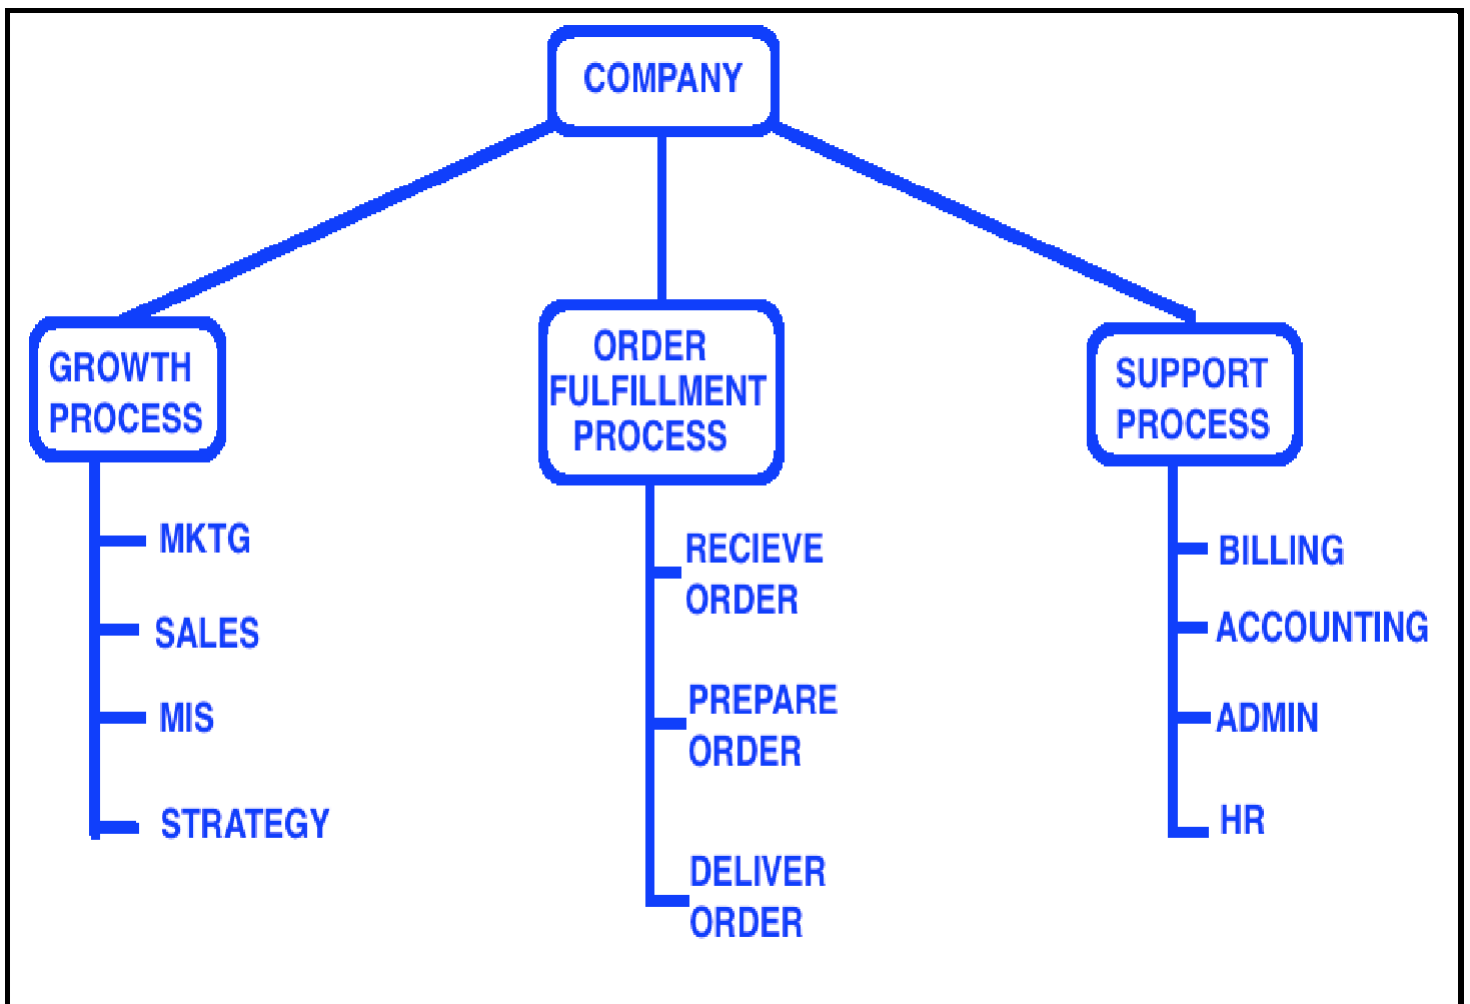 COMPANY
GROWTH
PROCESS
MKTG
SALES
MIS
STRATEGY
ORDER
FULFILLMENT
PROCESS
RECIEVE
ORDER
PREPARE
ORDER
DELIVER
ORDER
SUPPORT
PROCESS
BILLING
ACCOUNTING
ADMIN
HR